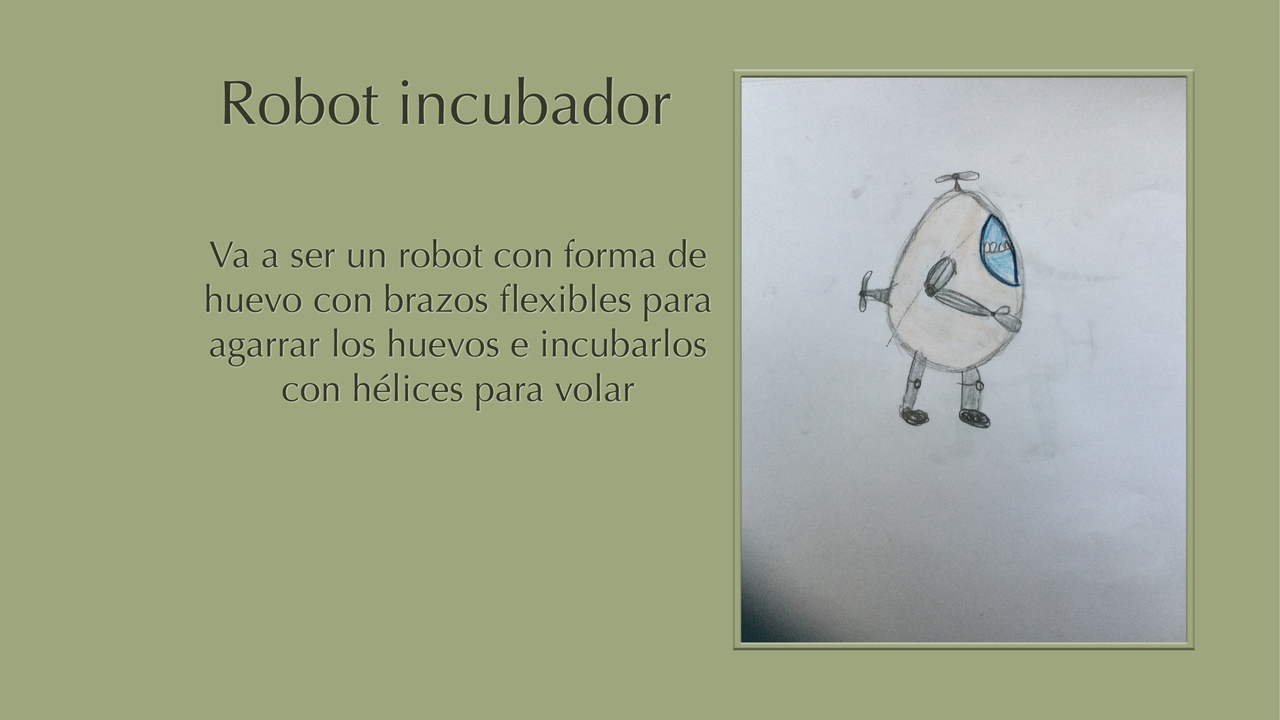 Robot incubador
Va a ser un robot con forma de
huevo con brazos flexibles para
agarrar los huevos e incubarlos
con hélices para volar